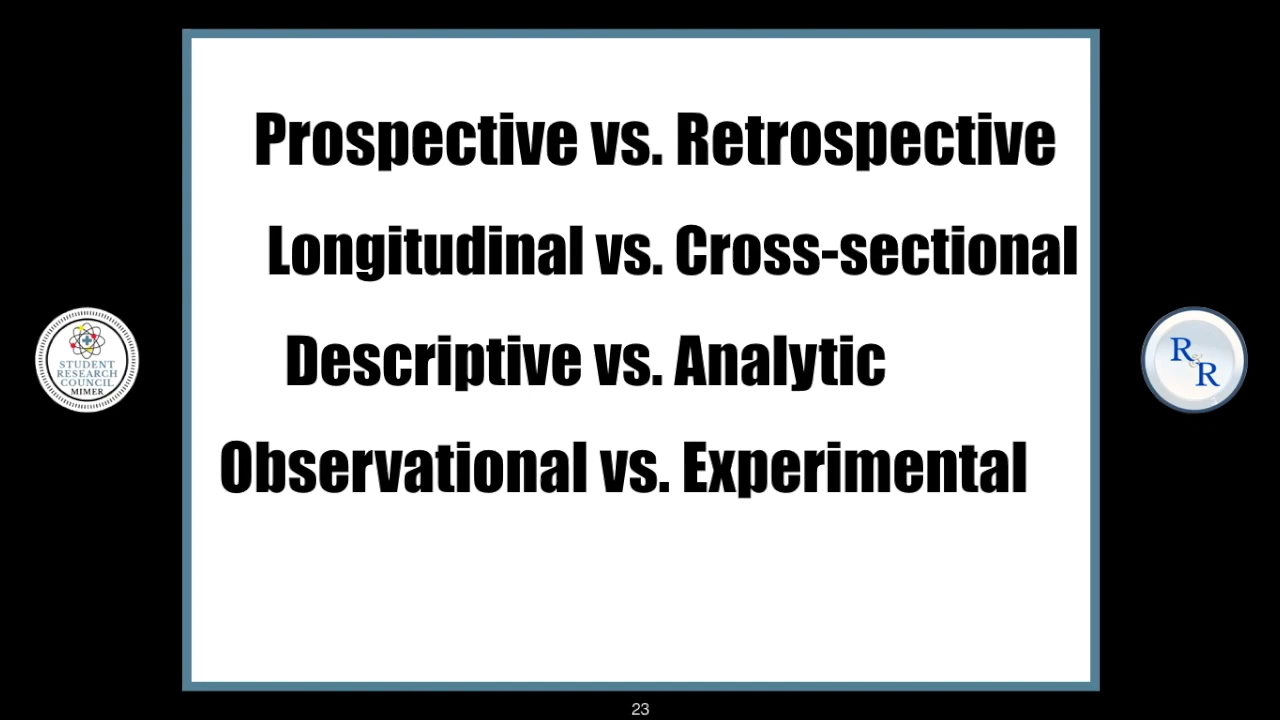 Prospective vs. Retrospective
Longitudinal vs. Cross-sectional
Descriptive vs. Analytic
Observational vs. Experimental
STUDENT
RESEARCH
COUNCIL
MIMER
R
&
R
23